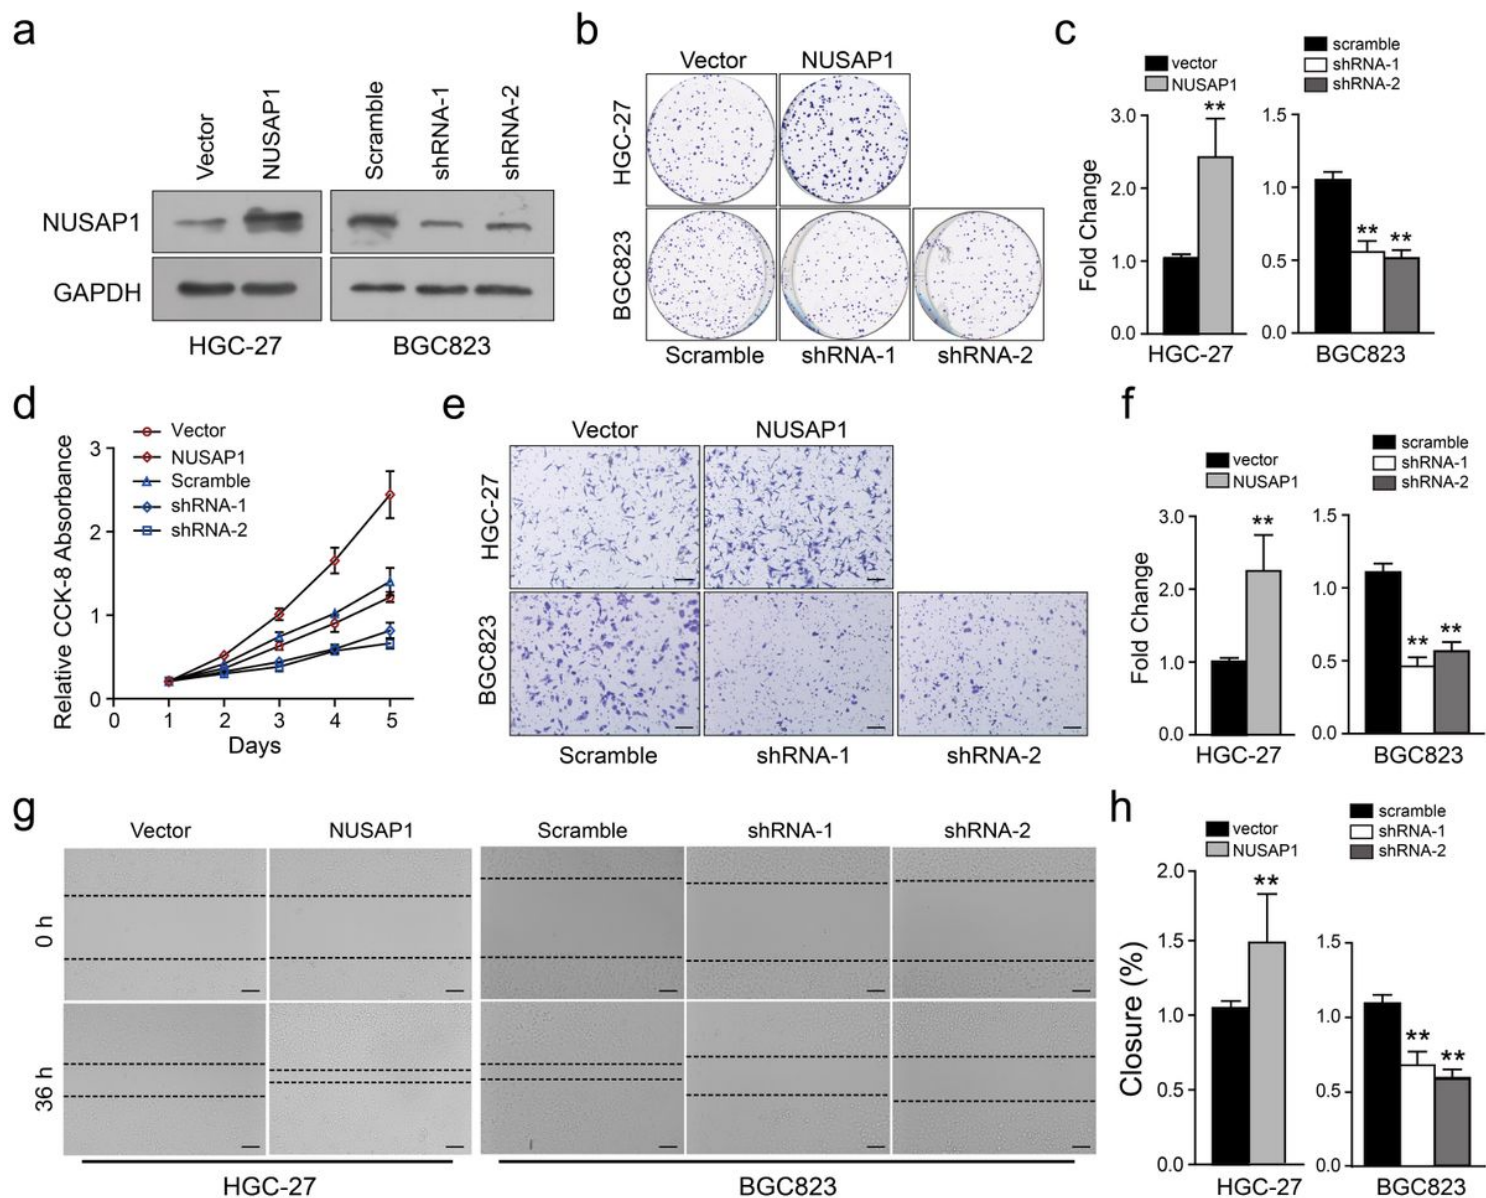 a
Vector
NUSAP1
Scramble
shRNA-1
shRNA-2
NUSAP1
GAPDH
HGC-27
BGC823
b
Vector
NUSAP1
HGC-27
BGC823
Scramble
shRNA-1
shRNA-2
c
vector
NUSAP1
scramble
shRNA-1
shRNA-2
Fold Change
3.0
2.0
1.0
0.0
**
HGC-27
1.5
1.0
0.5
0.0
**
**
BGC823
d
Vector
NUSAP1
Scramble
shRNA-1
shRNA-2
Relative CCK-8 Absorbance
3
2
1
0
0 1 2 3 4 5
Days
e
Vector
NUSAP1
HGC-27
BGC823
Scramble
shRNA-1
shRNA-2
f
vector
NUSAP1
scramble
shRNA-1
shRNA-2
Fold Change
3.0
2.0
1.0
0.0
**
HGC-27
1.5
1.0
0.5
0.0
**
**
BGC823
g
Vector
NUSAP1
Scramble
shRNA-1
shRNA-2
0 h
36 h
HGC-27
BGC823
h
vector
NUSAP1
scramble
shRNA-1
shRNA-2
Closure (%)
2.0
1.5
1.0
0.5
0.0
**
HGC-27
1.5
1.0
0.5
0.0
**
**
BGC823